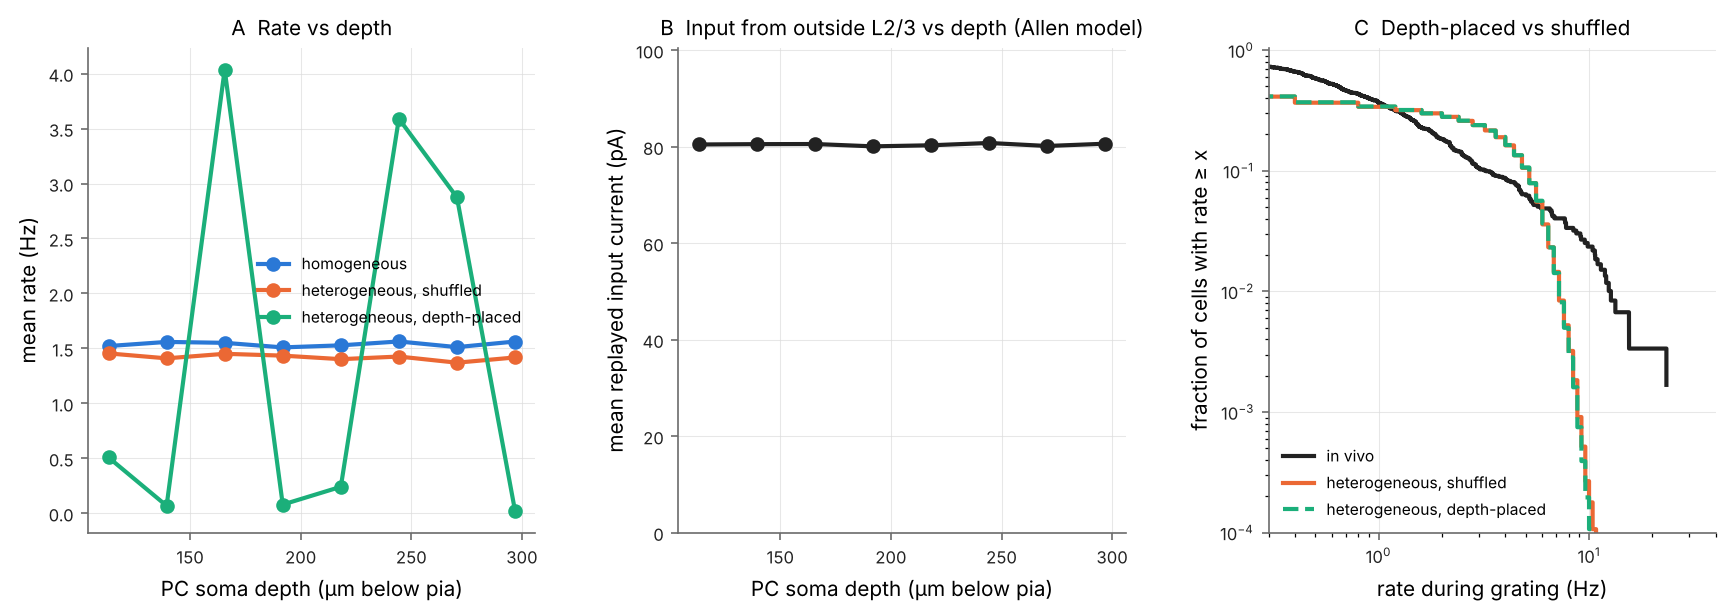 A Rate vs depth
mean rate (Hz)
4.0
3.5
3.0
2.5
2.0
1.5
1.0
0.5
0.0
homogeneous
heterogeneous, shuffled
heterogeneous, depth-placed
150
200
250
300
PC soma depth (µm below pia)
B Input from outside L2/3 vs depth (Allen model)
mean replayed input current (pA)
100
80
60
40
20
0
150
200
250
300
PC soma depth (µm below pia)
C Depth-placed vs shuffled
fraction of cells with rate ≥ x
10⁰
10⁻¹
10⁻²
10⁻³
10⁻⁴
in vivo
heterogeneous, shuffled
heterogeneous, depth-placed
10⁰
10¹
rate during grating (Hz)